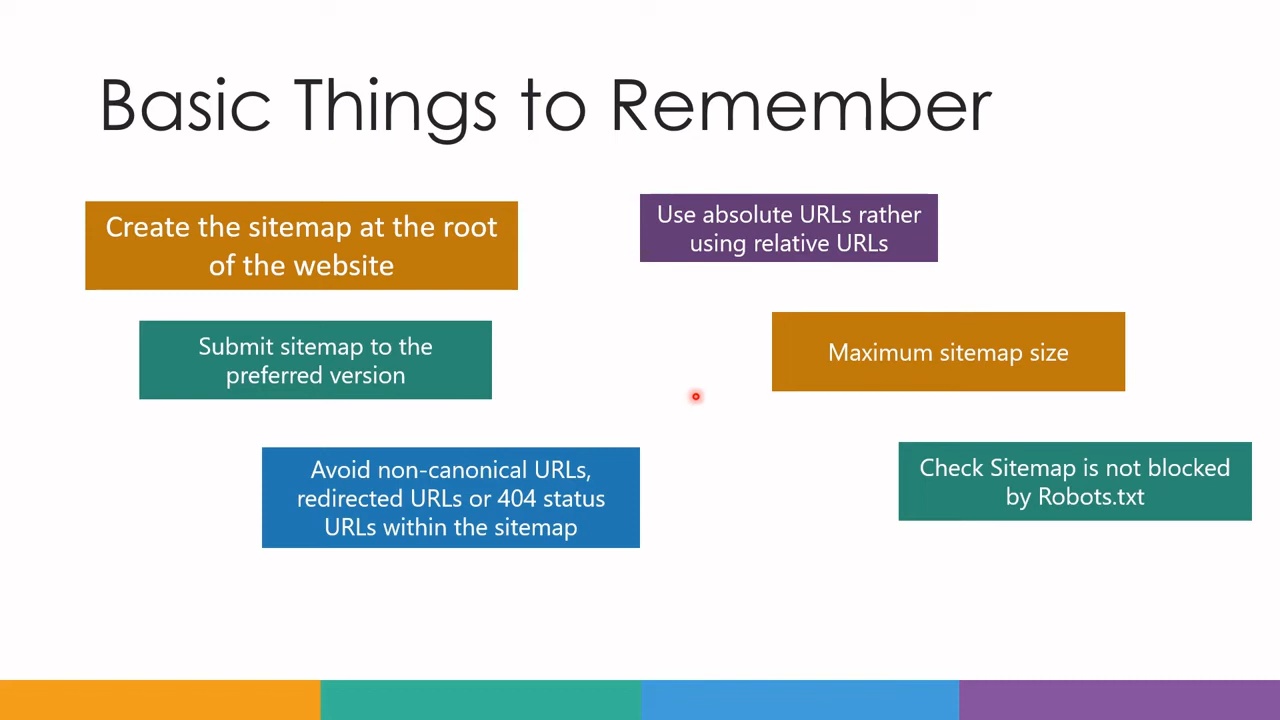 Basic Things to Remember
Create the sitemap at the root
of the website
Submit sitemap to the
preferred version
Avoid non-canonical URLs,
redirected URLs or 404 status
URLs within the sitemap
Use absolute URLs rather
using relative URLs
Maximum sitemap size
Check Sitemap is not blocked
by Robots.txt